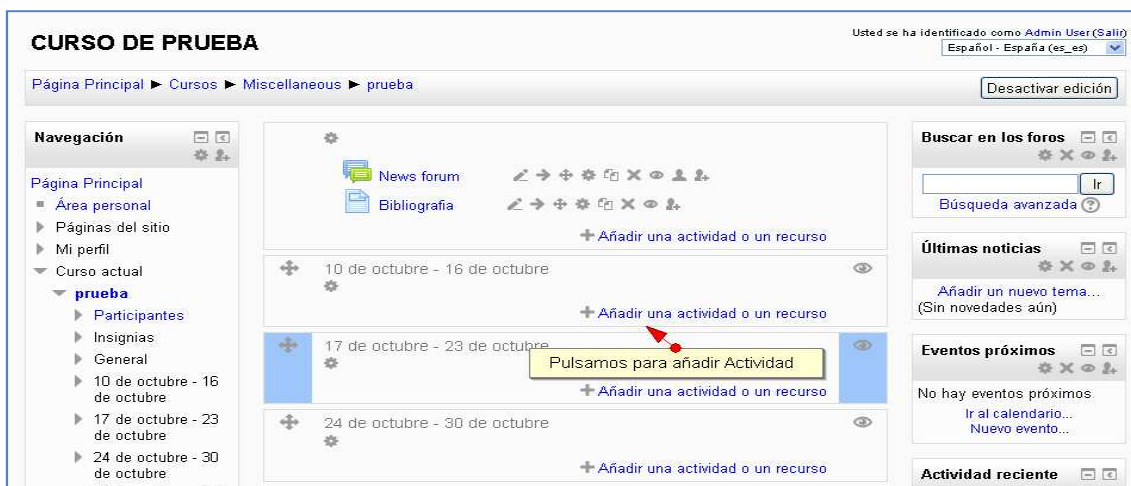 CURSO DE PRUEBA
Usted se ha identificado como Admin User (Salir)
Español - España (es_es)
Página Principal ► Cursos ► Miscellaneous ► prueba
Desactivar edición
Navegación
Página Principal
Área personal
Páginas del sitio
Mi perfil
Curso actual
prueba
Participantes
Insignias
General
10 de octubre - 16
de octubre
17 de octubre - 23
de octubre
24 de octubre - 30
de octubre
News forum
Bibliografia
Añadir una actividad o un recurso
10 de octubre - 16 de octubre
Añadir una actividad o un recurso
17 de octubre - 23 de octubre
Pulsamos para añadir Actividad
Añadir una actividad o un recurso
24 de octubre - 30 de octubre
Añadir una actividad o un recurso
Buscar en los foros
Ir
Búsqueda avanzada
Últimas noticias
Añadir un nuevo tema...
(Sin novedades aún)
Eventos próximos
No hay eventos próximos
Ir al calendario...
Nuevo evento...
Actividad reciente